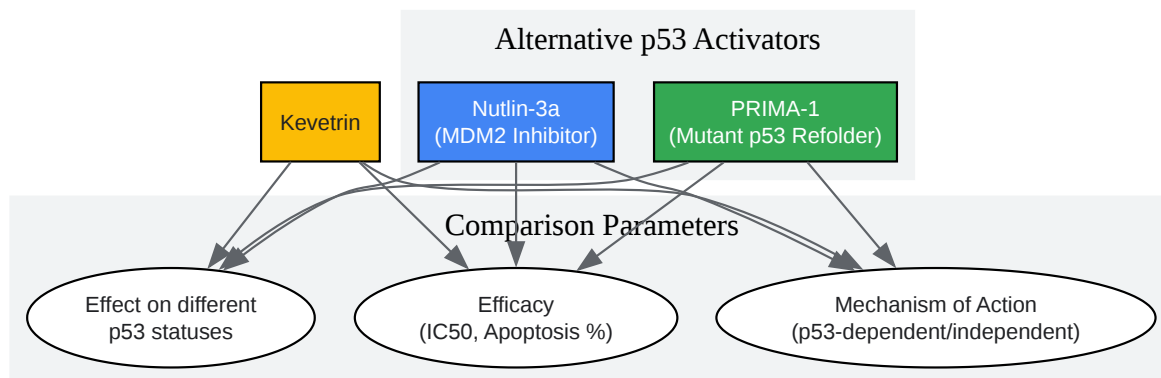 Alternative p53 Activators
Kevetrin
Nutlin-3a
(MDM2 Inhibitor)
PRIMA-1
(Mutant p53 Refolder)
Comparison Parameters
Effect on different
p53 statuses
Efficacy
(IC50, Apoptosis %)
Mechanism of Action
(p53-dependent/independent)